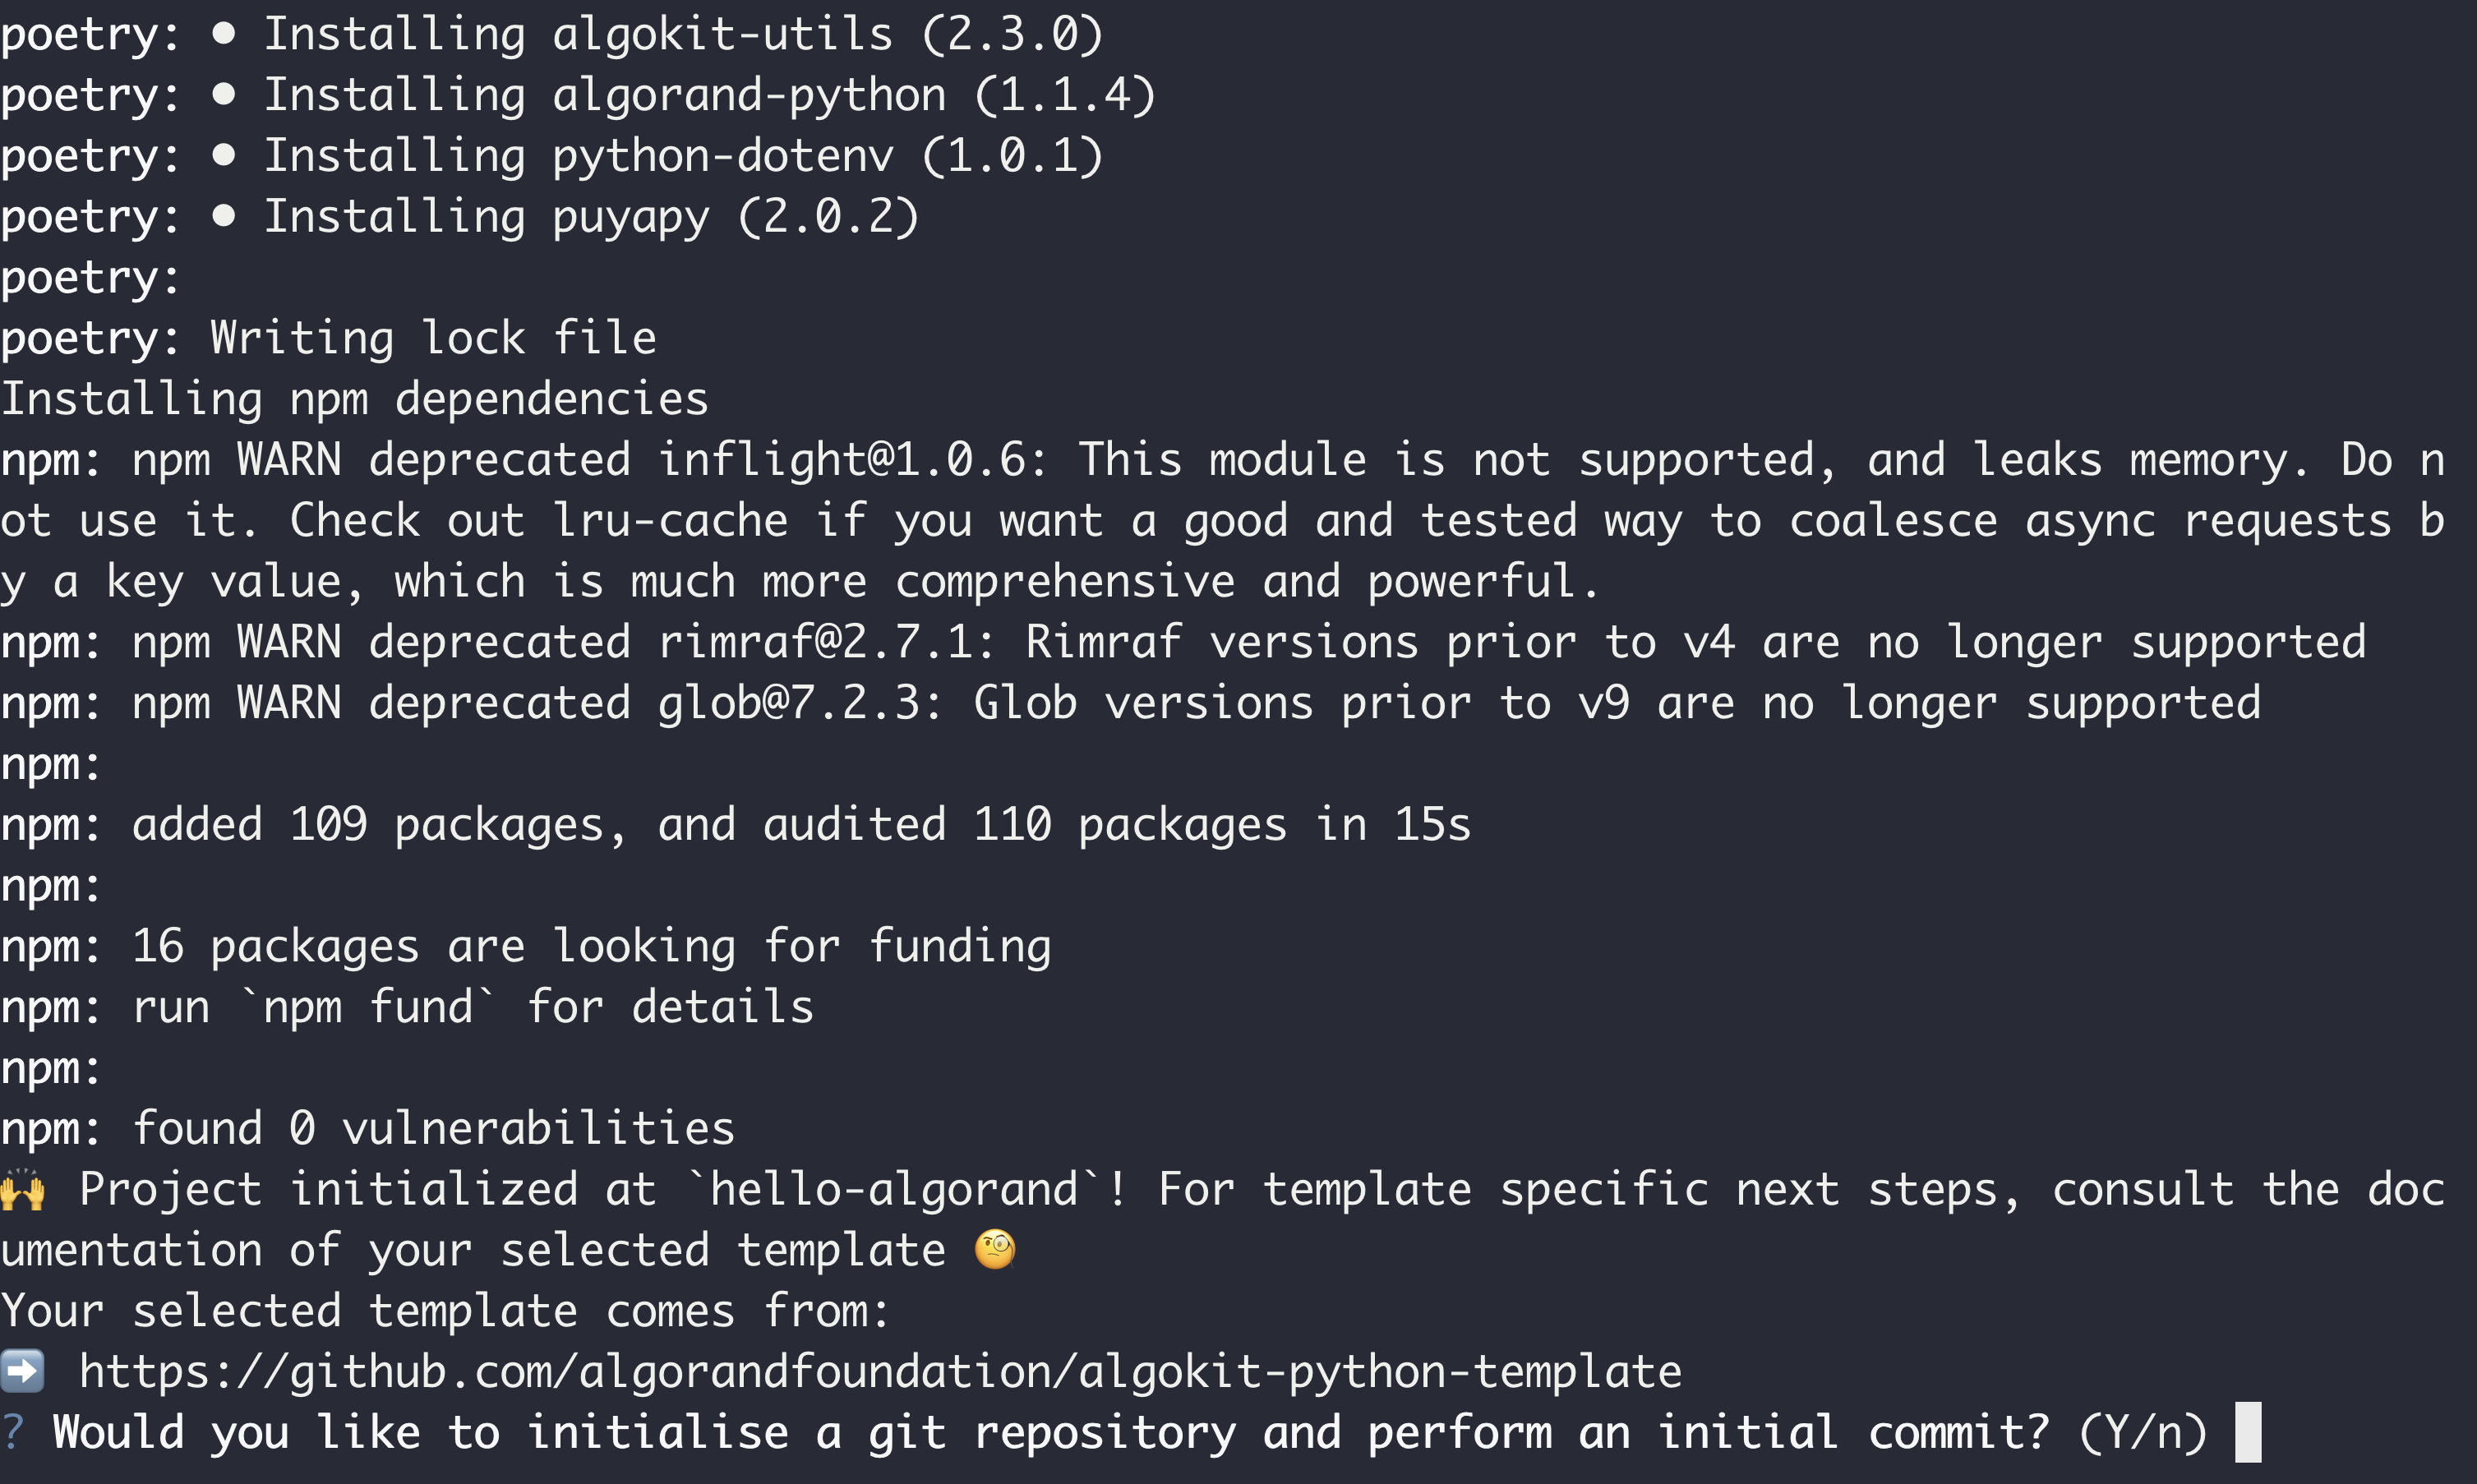 poetry: • Installing algokit-utils (2.3.0)
poetry: • Installing algorand-python (1.1.4)
poetry: • Installing python-dotenv (1.0.1)
poetry: • Installing puyapy (2.0.2)
poetry:
poetry: Writing lock file
Installing npm dependencies
npm: npm WARN deprecated inflight@1.0.6: This module is not supported, and leaks memory. Do n
ot use it. Check out lru-cache if you want a good and tested way to coalesce async requests b
y a key value, which is much more comprehensive and powerful.
npm: npm WARN deprecated rimraf@2.7.1: Rimraf versions prior to v4 are no longer supported
npm: npm WARN deprecated glob@7.2.3: Glob versions prior to v9 are no longer supported
npm:
npm: added 109 packages, and audited 110 packages in 15s
npm:
npm: 16 packages are looking for funding
npm: run `npm fund` for details
npm:
npm: found 0 vulnerabilities
🙌 Project initialized at `hello-algorand`! For template specific next steps, consult the doc
umentation of your selected template 🧐
Your selected template comes from:
➡️ https://github.com/algorandfoundation/algokit-python-template
? Would you like to initialise a git repository and perform an initial commit? (Y/n)